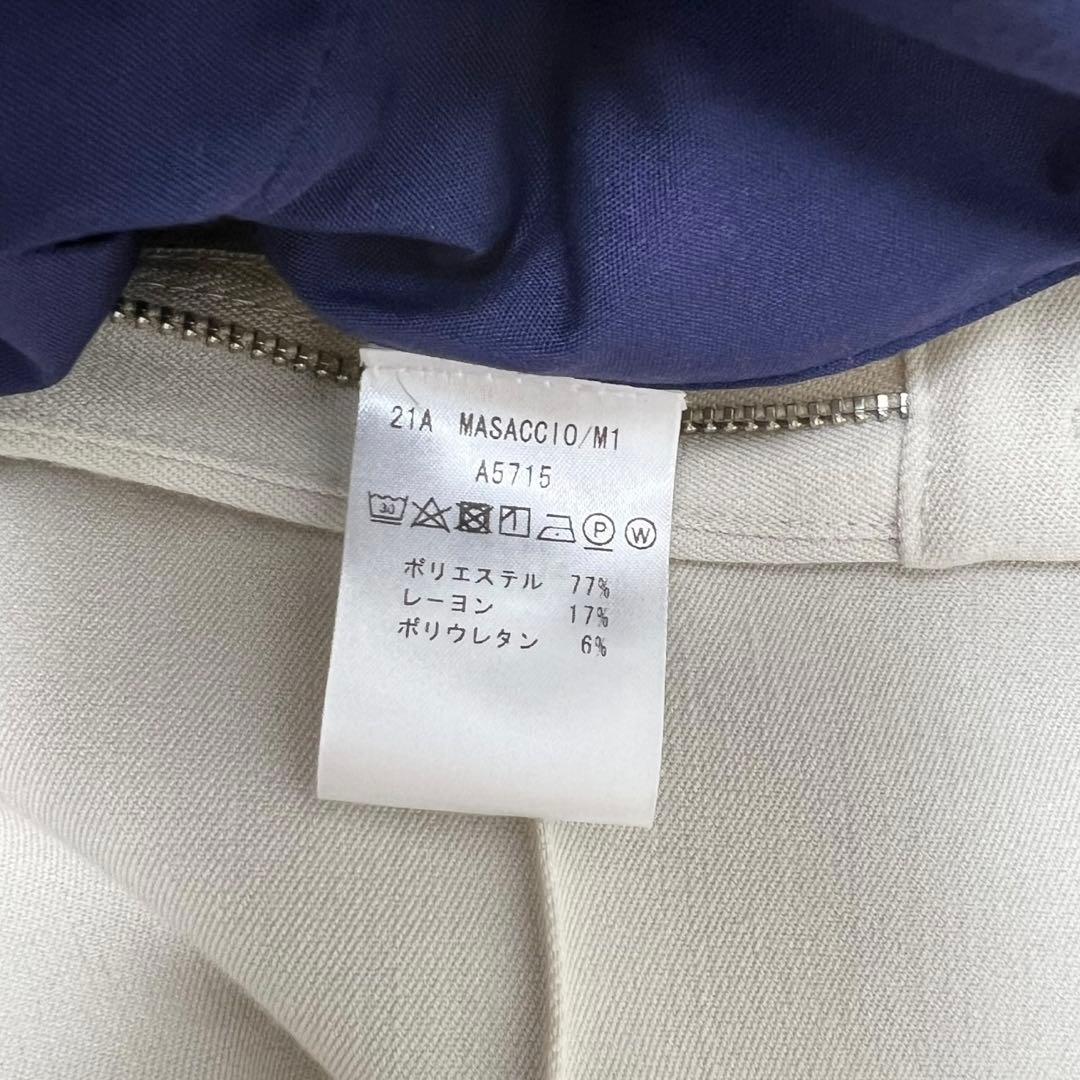 21A MASACCIO/M1
A5715
30 P W
ポリエステル 77%
レーヨン 17%
ポリウレタン 6%